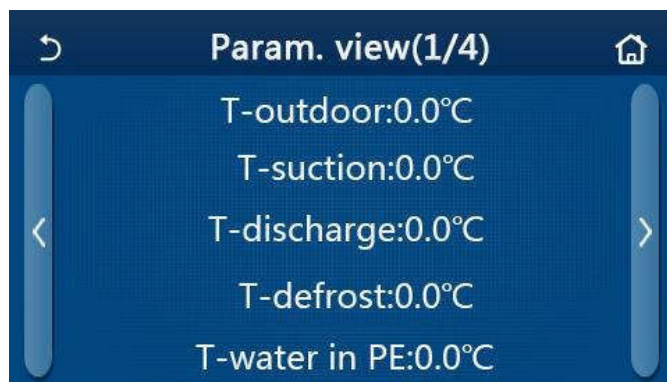 Param. view(1/4)
T-outdoor:0.0℃
T-suction:0.0℃
T-discharge:0.0℃
T-defrost:0.0℃
T-water in PE:0.0℃